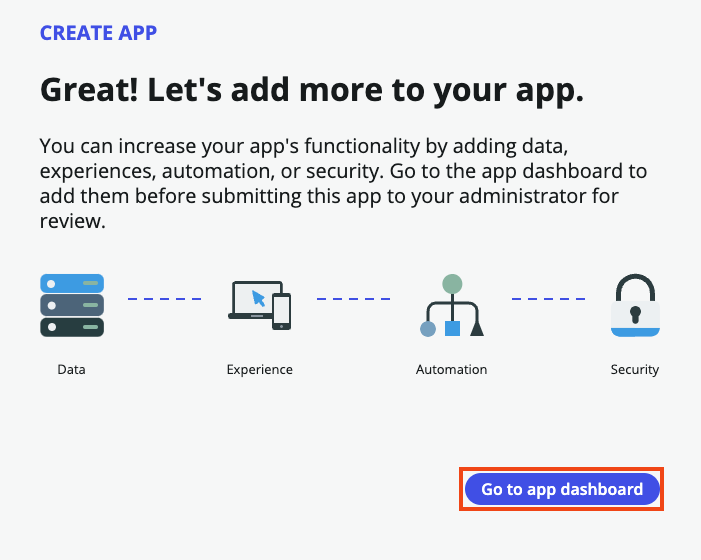 CREATE APP
Great! Let's add more to your app.
You can increase your app's functionality by adding data,
experiences, automation, or security. Go to the app dashboard to
add them before submitting this app to your administrator for
review.
Data
Experience
Automation
Security
Go to app dashboard